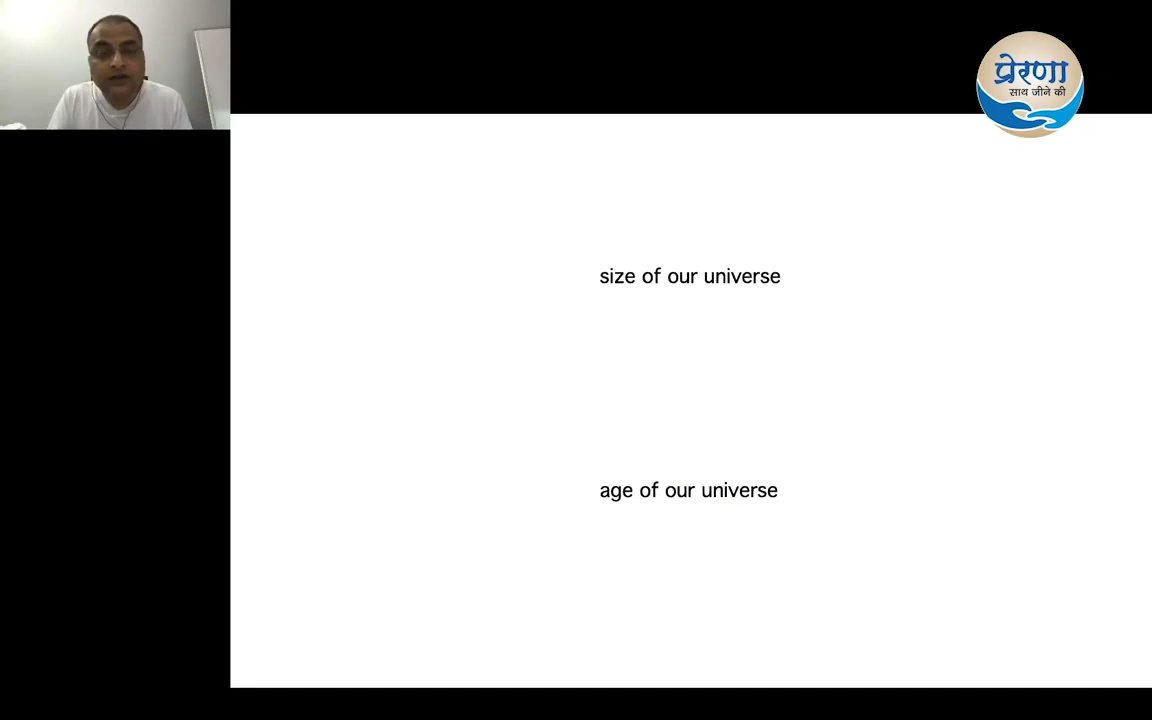 प्रेरणा
साथ जीने की
size of our universe
age of our universe